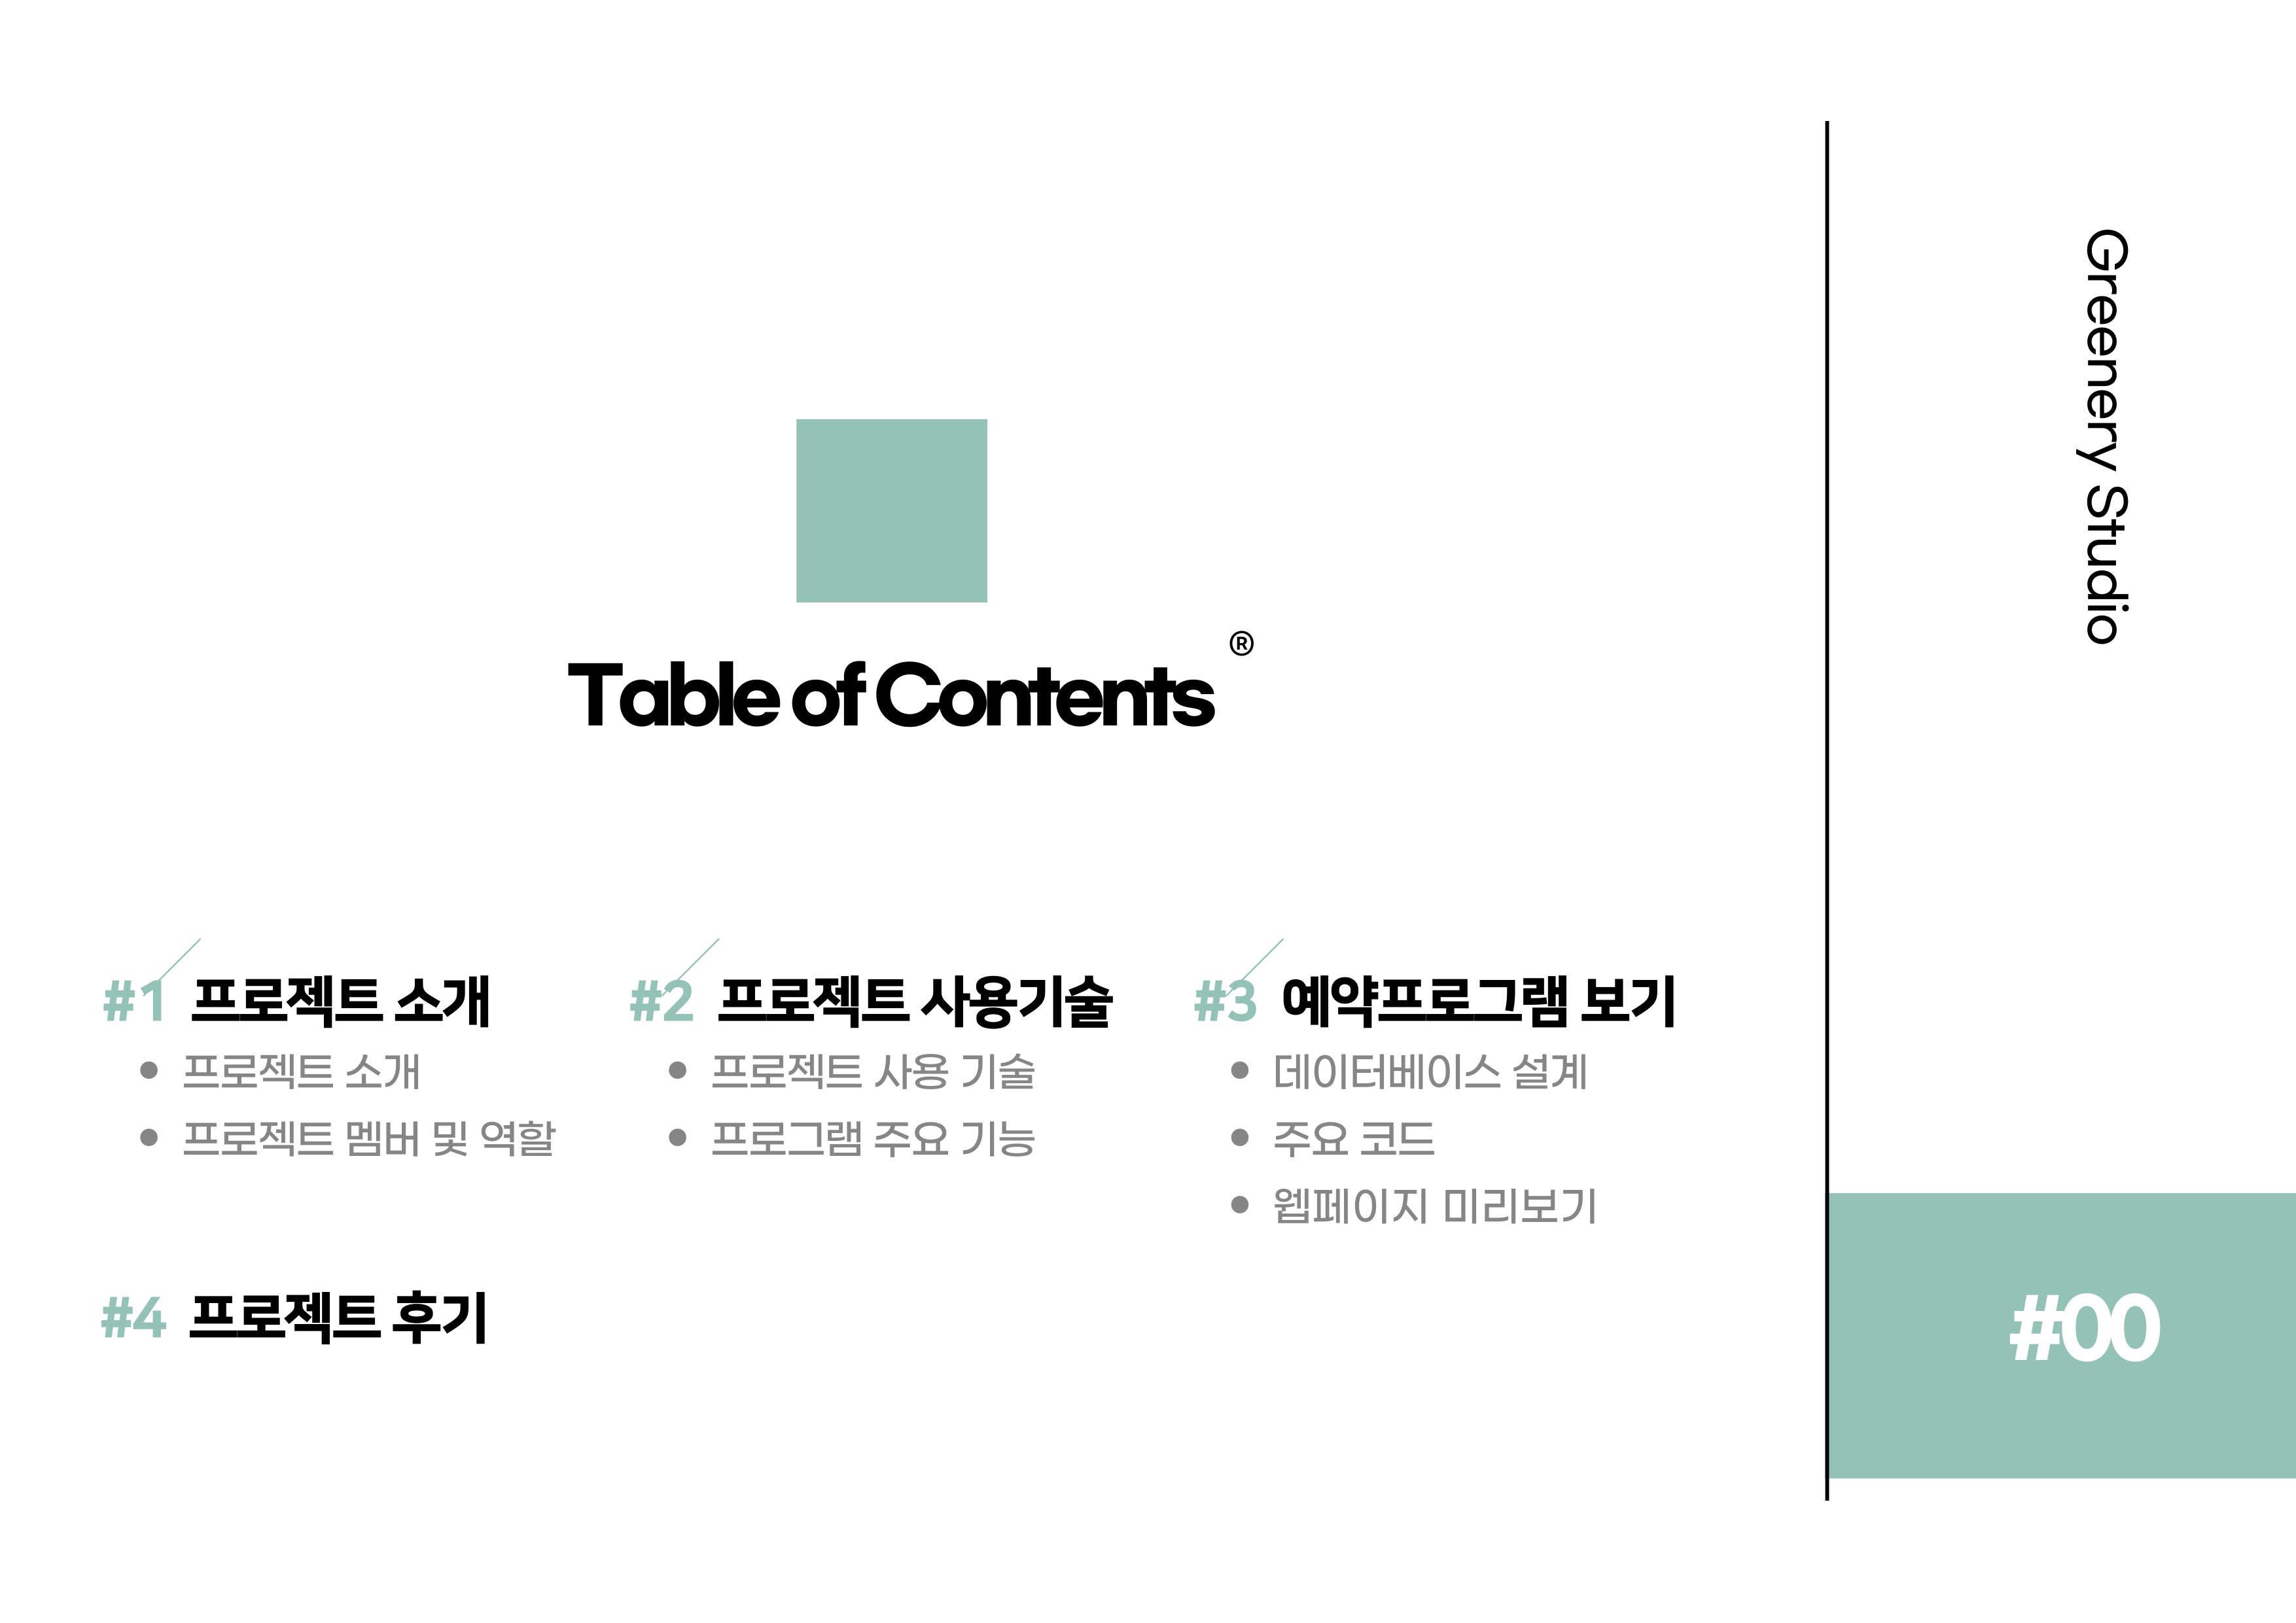 Greenery Studio
®
Table of Contents
#1 프로젝트 소개
• 프로젝트 소개
• 프로젝트 멤버 및 역할
#2 프로젝트 사용기술
• 프로젝트 사용 기술
• 프로그램 주요 기능
#3 예약프로그램 보기
• 데이터베이스 설계
• 주요 코드
• 웹페이지 미리보기
#4 프로젝트 후기
#00